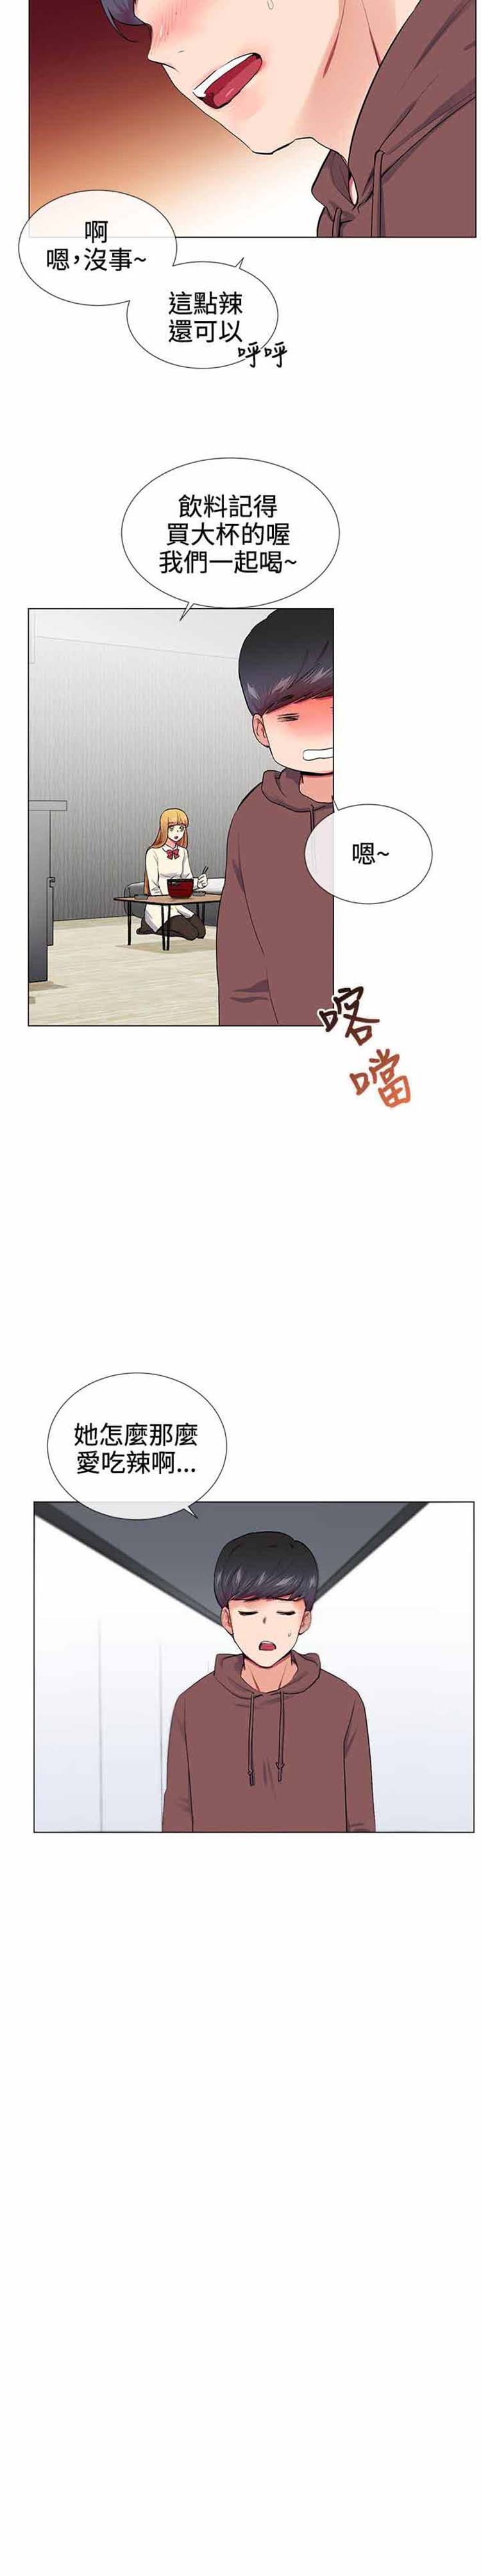 啊
嗯,沒事~
這點辣
還可以
呼呼
飲料記得
買大杯的喔
我們一起喝~
嗯~
喀
噹
她怎麼那麼
愛吃辣啊...